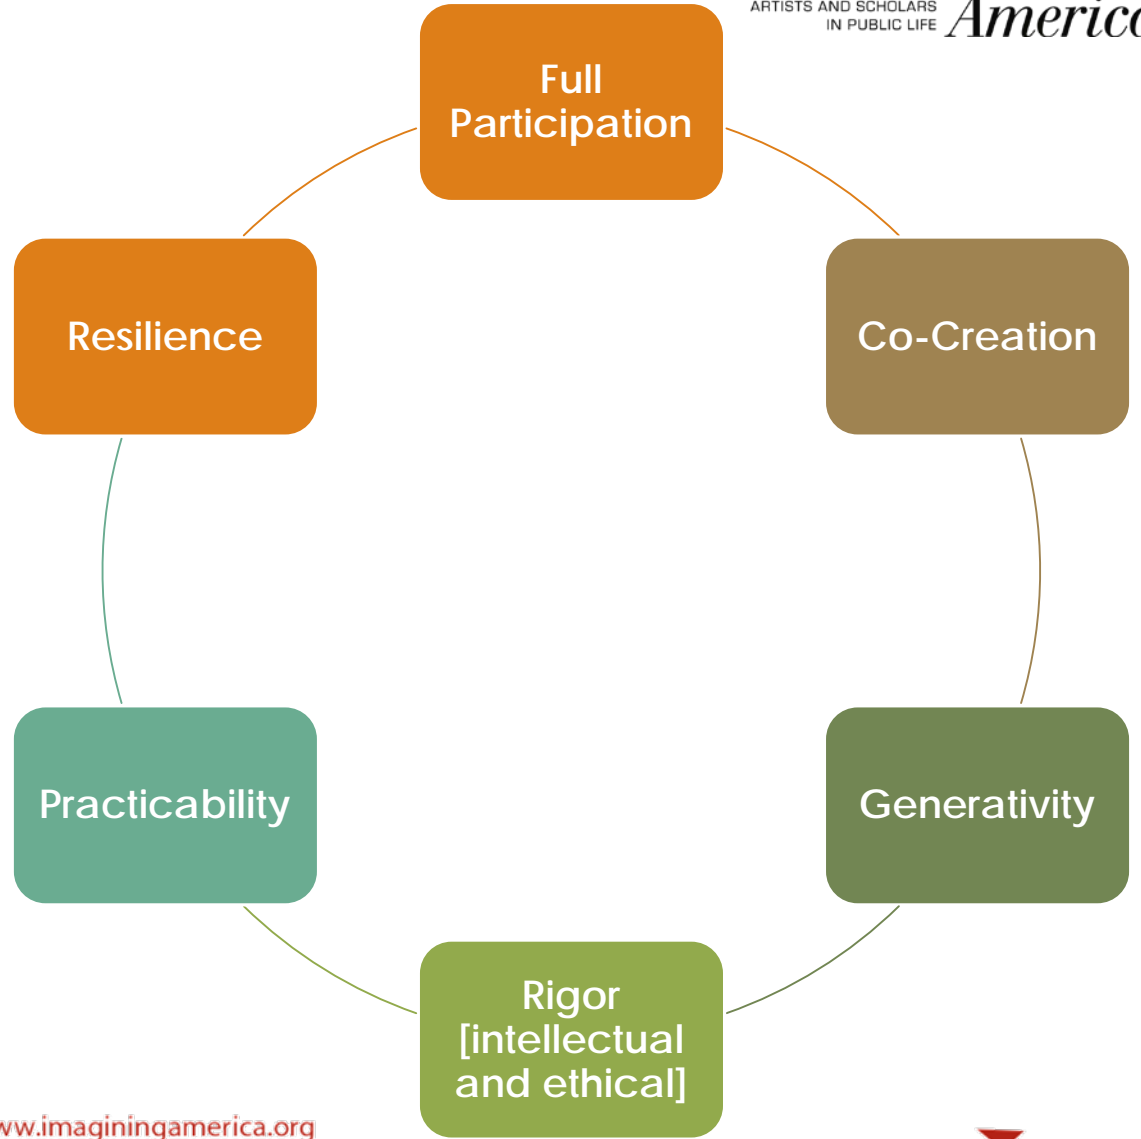 ARTISTS AND SCHOLARS
IN PUBLIC LIFE
Full
Participation
Resilience
Co-Creation
Practicability
Generativity
Rigor
[intellectual
and ethical]